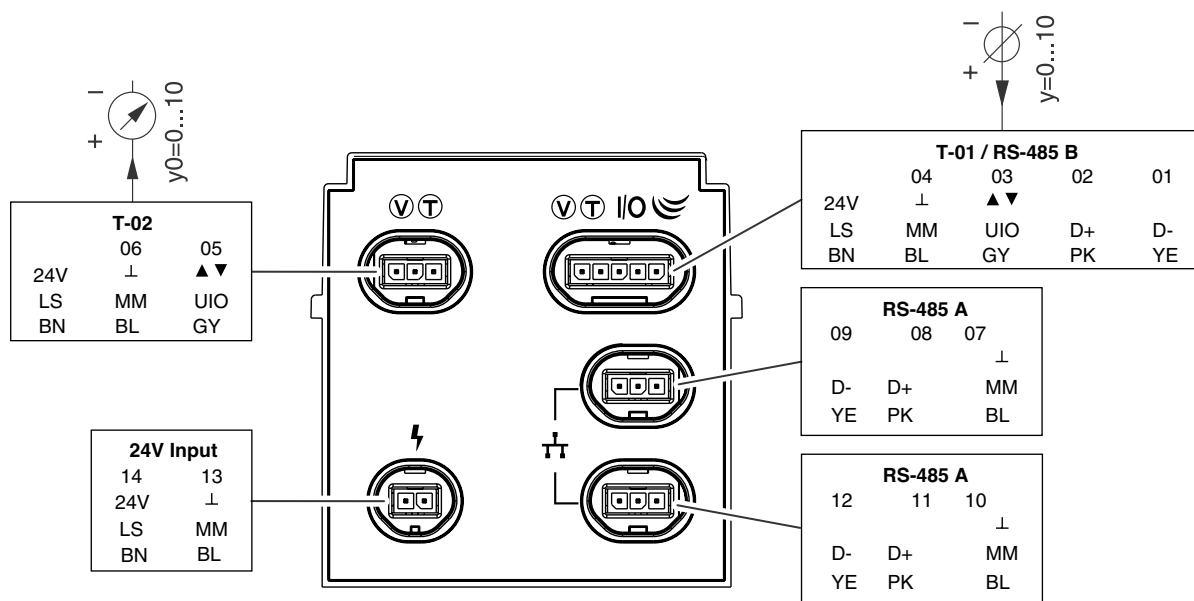 – + y0=0...10
– + y=0...10
T-02
06 05
24V ⊥ ▲▼
LS MM UIO
BN BL GY
Ⓥ Ⓣ
Ⓥ Ⓣ I/O
T-01 / RS-485 B
04 03 02 01
24V ⊥ ▲▼
LS MM UIO D+ D-
BN BL GY PK YE
RS-485 A
09 08 07
⊥
D- D+ MM
YE PK BL
24V Input
14 13
24V ⊥
LS MM
BN BL
RS-485 A
12 11 10
⊥
D- D+ MM
YE PK BL